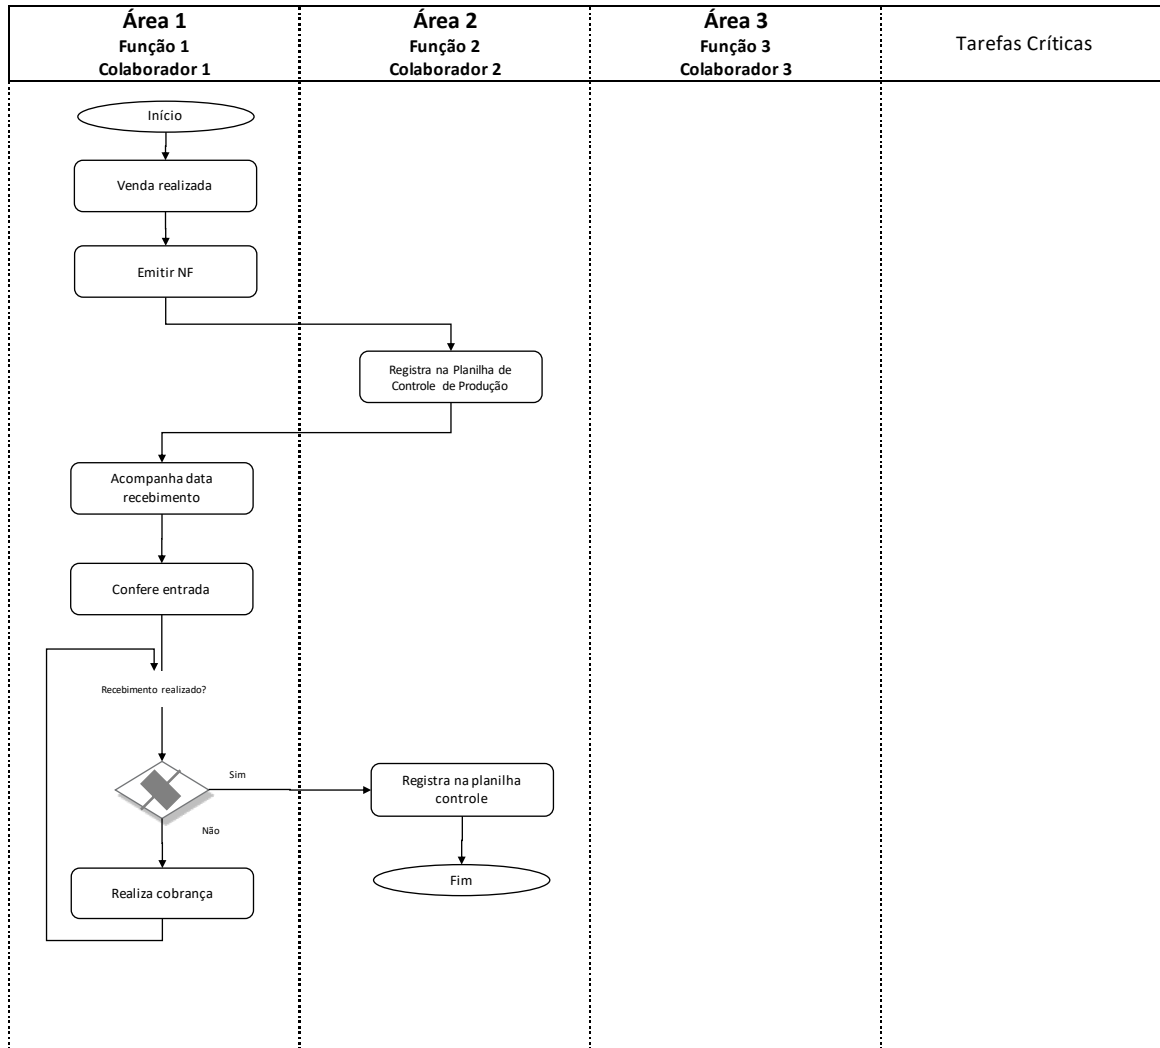 Área 1
Função 1
Colaborador 1
Área 2
Função 2
Colaborador 2
Área 3
Função 3
Colaborador 3
Tarefas Críticas
Início
Venda realizada
Emitir NF
Registra na Planilha de
Controle de Produção
Acompanha data
recebimento
Confere entrada
Recebimento realizado?
Sim
Registra na planilha
controle
Não
Realiza cobrança
Fim